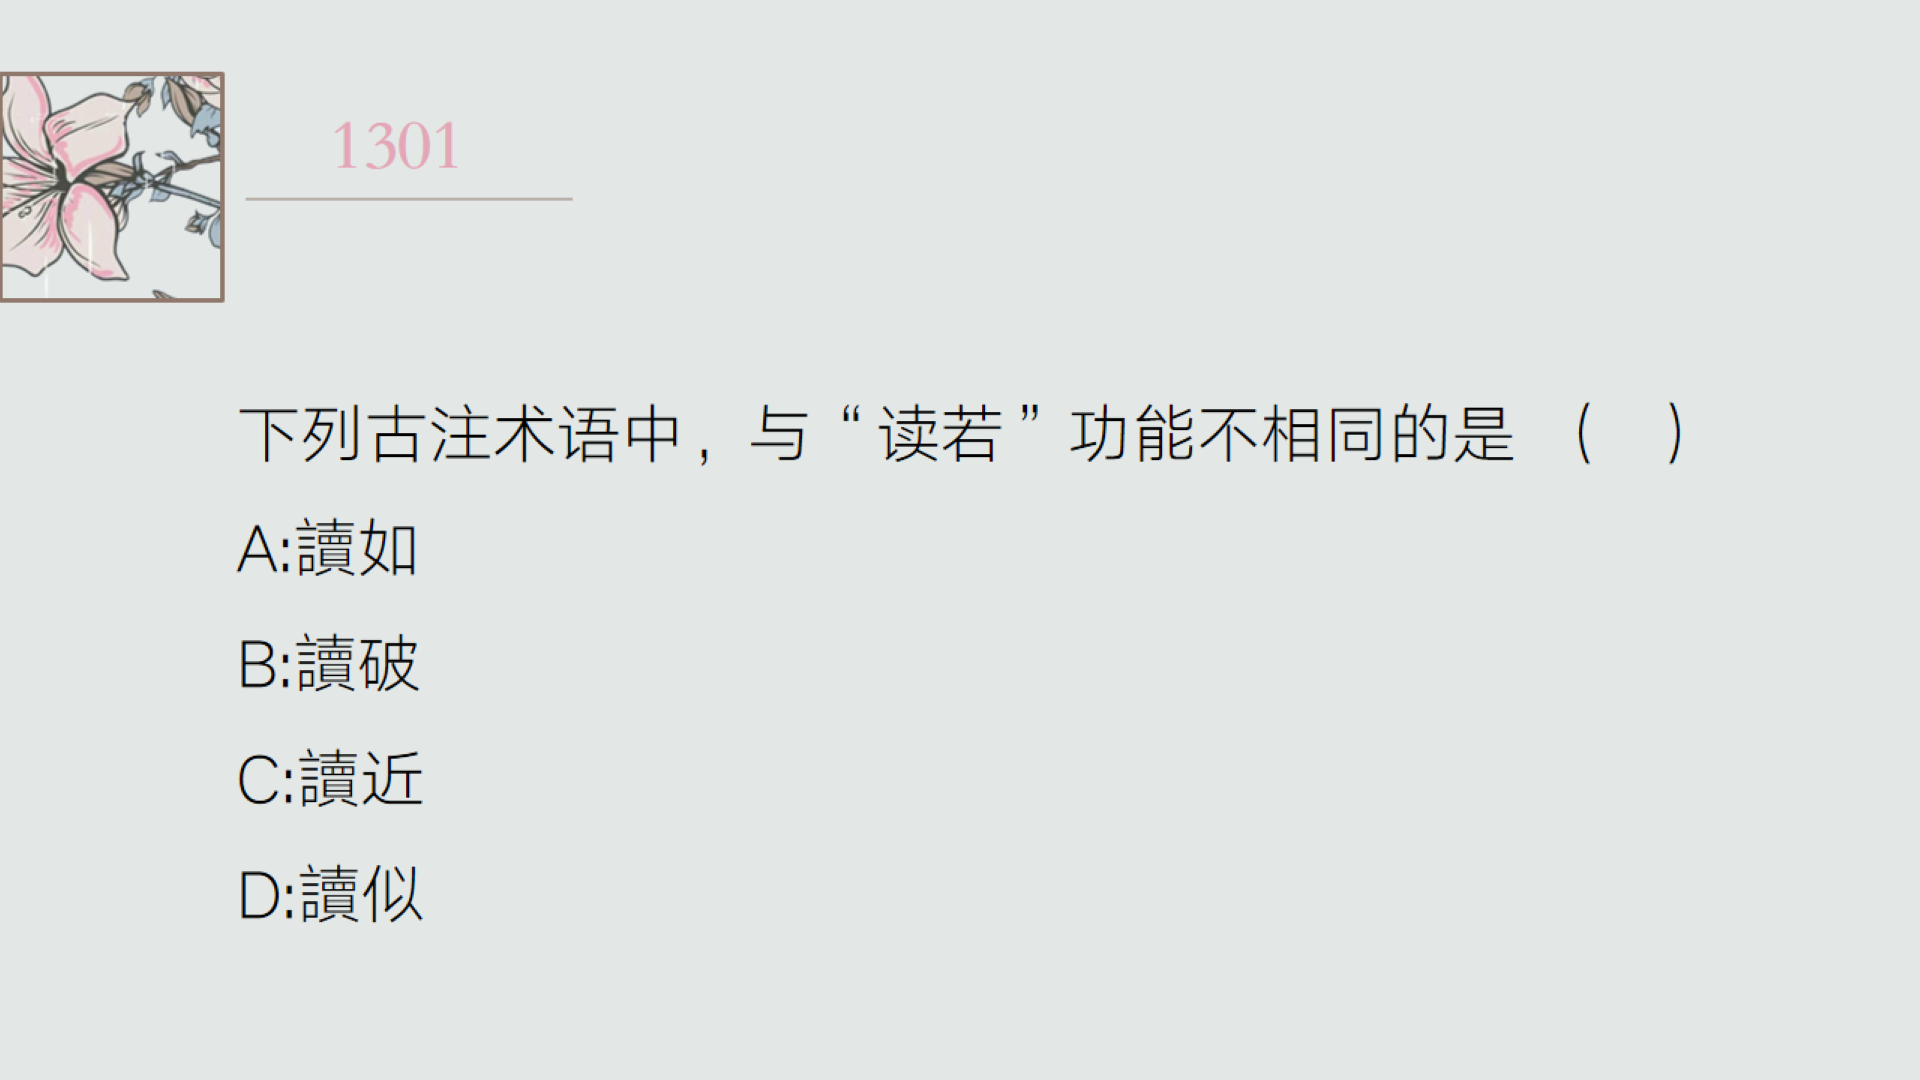 1301
下列古注术语中，与“读若”功能不相同的是 （ ）
A:讀如
B:讀破
C:讀近
D:讀似